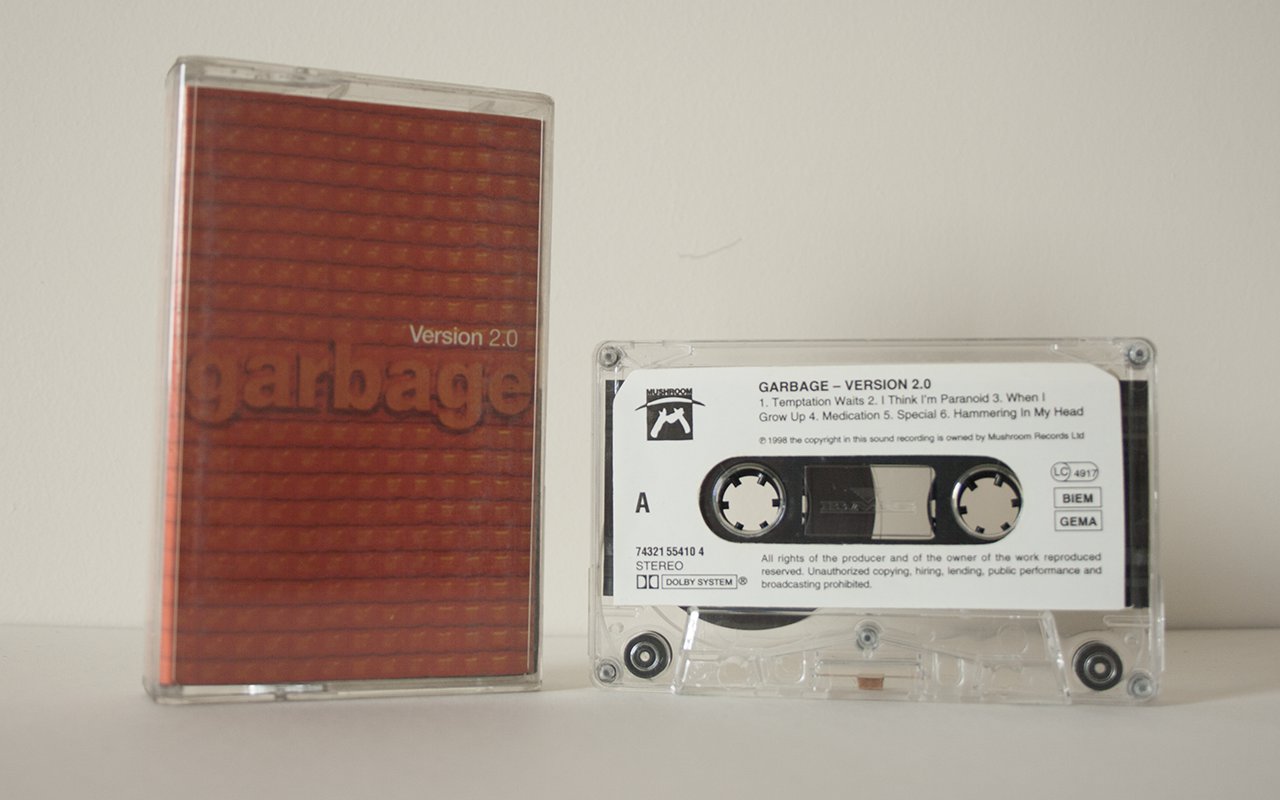 Version 2.0
garbage
MUSHROOM
GARBAGE – VERSION 2.0
1. Temptation Waits 2. I Think I'm Paranoid 3. When I
Grow Up 4. Medication 5. Special 6. Hammering In My Head
℗ 1998 the copyright in this sound recording is owned by Mushroom Records Ltd
LC 4917
A
BIEM
GEMA
74321 55410 4
STEREO
DOLBY SYSTEM®
All rights of the producer and of the owner of the work reproduced
reserved. Unauthorized copying, hiring, lending, public performance and
broadcasting prohibited.
BMG